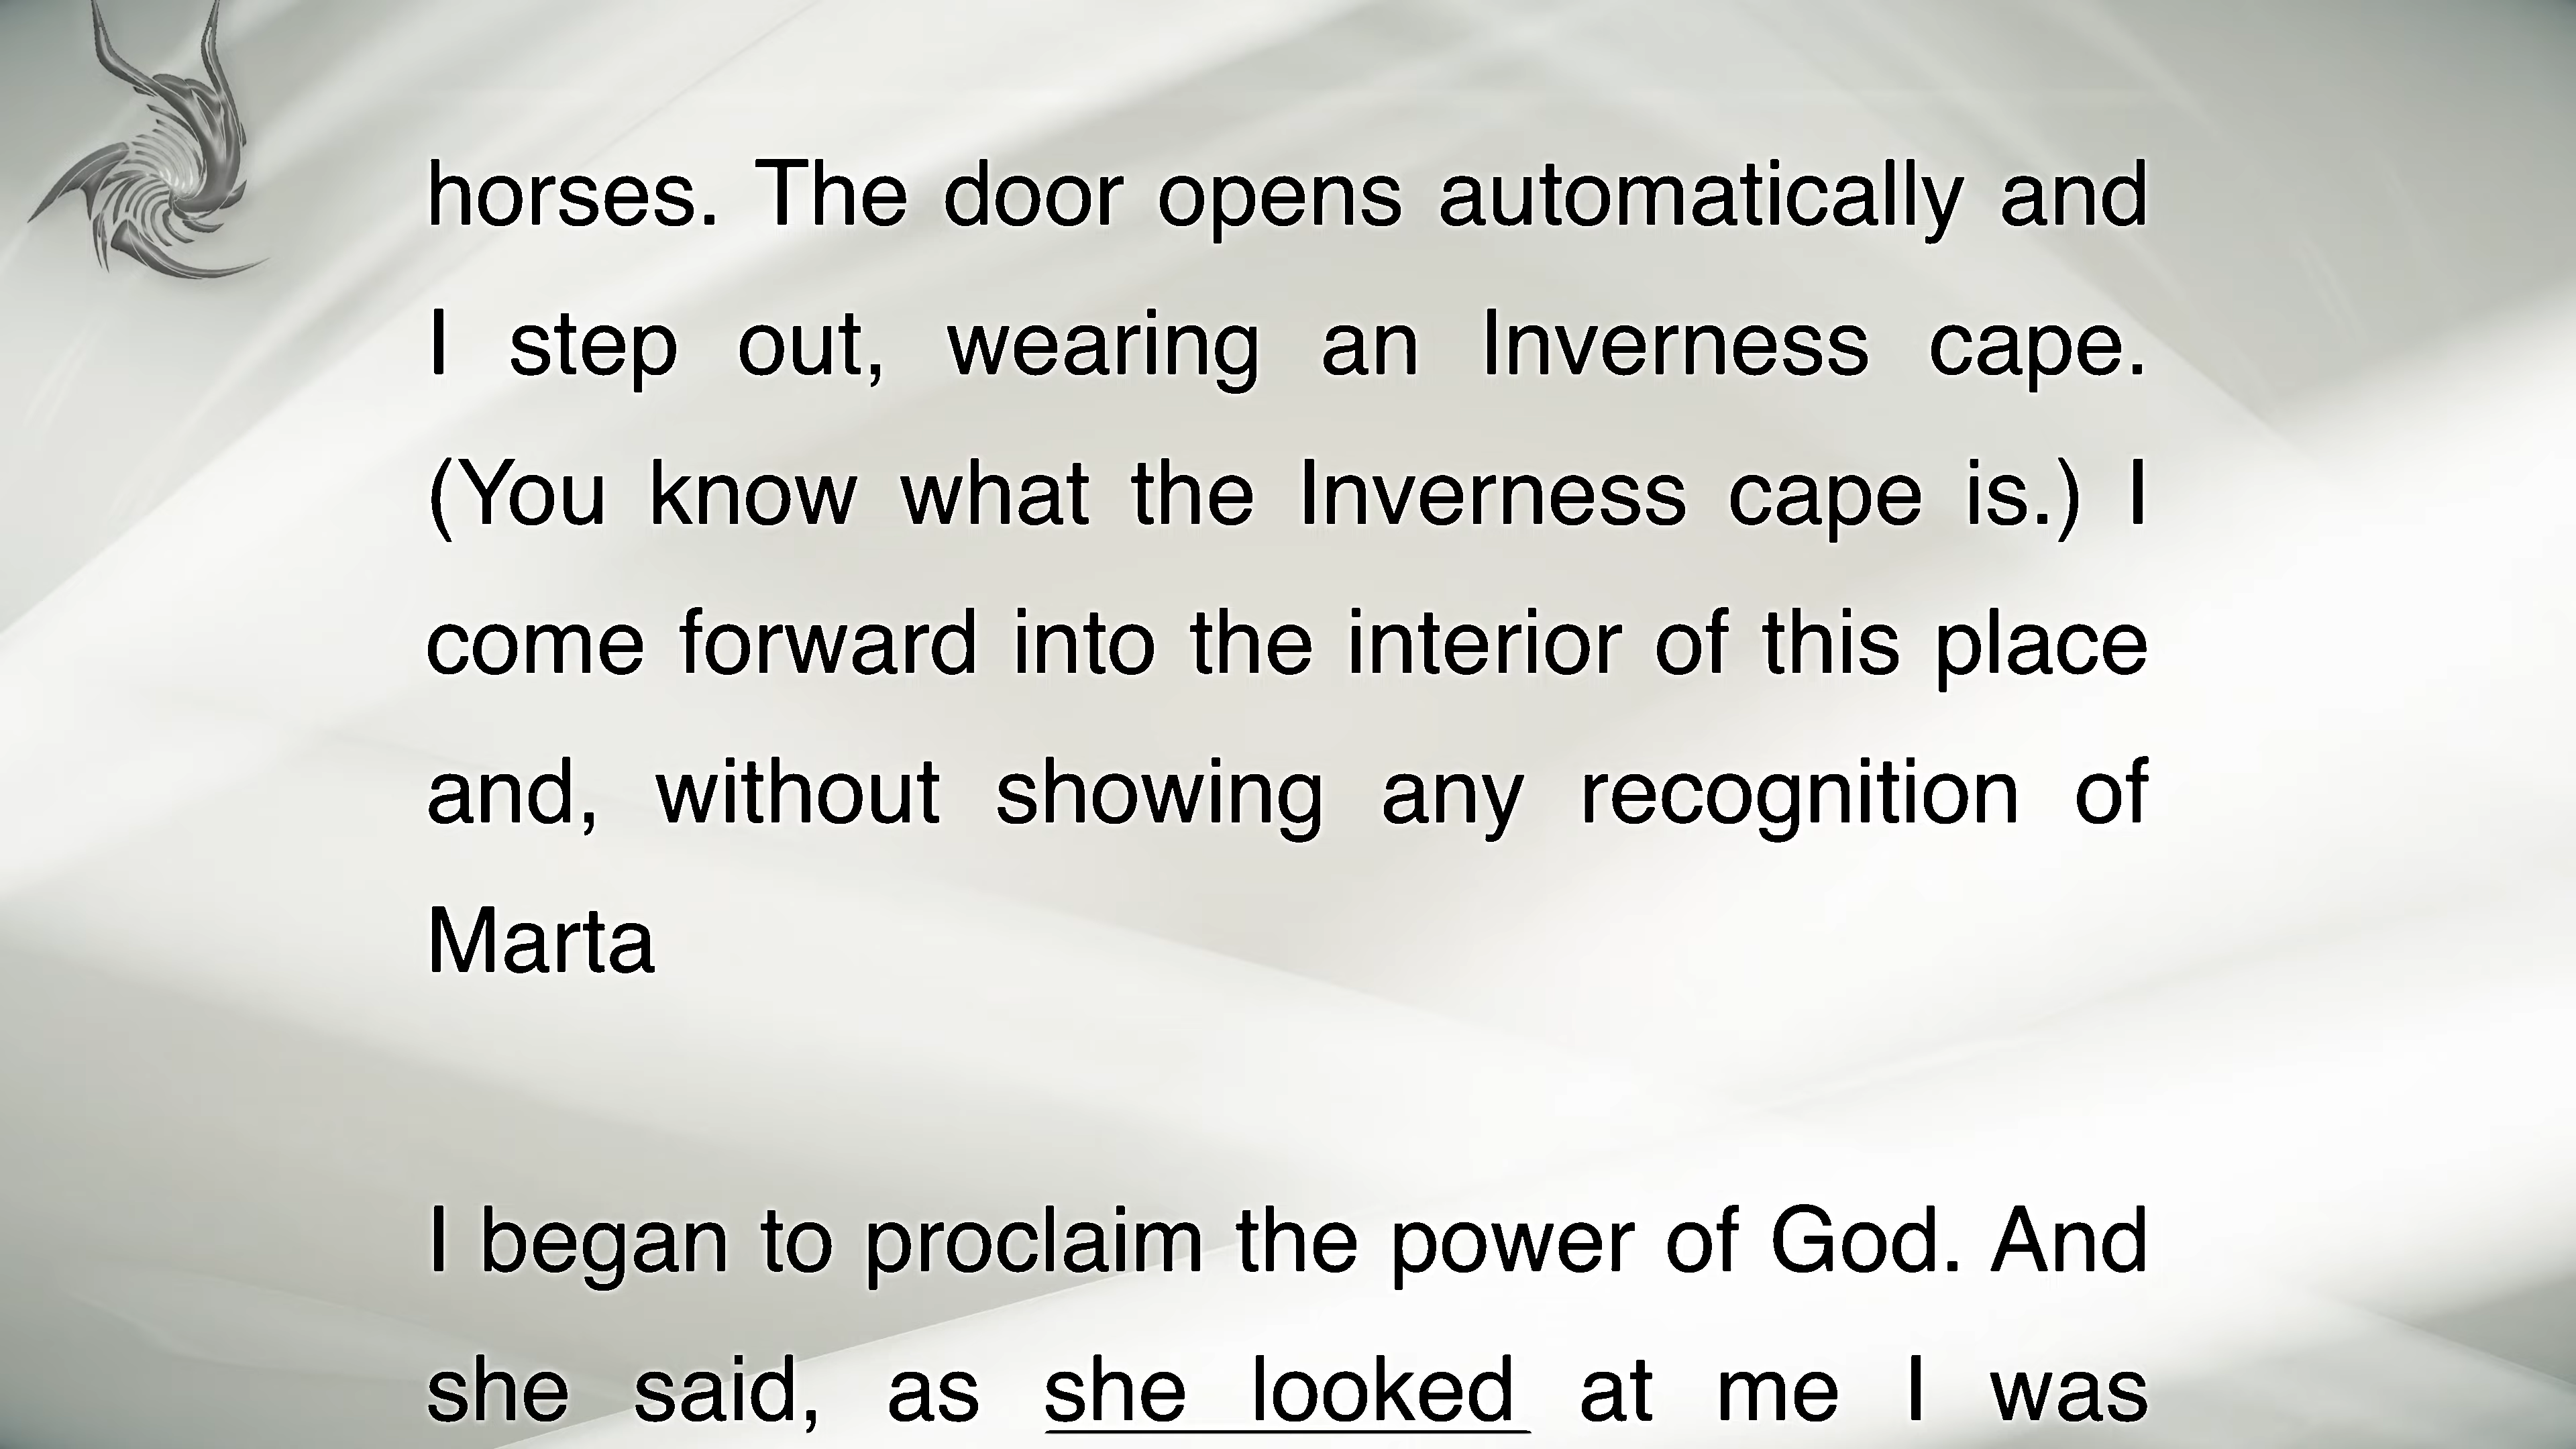 horses. The door opens automatically and
I step out, wearing an Inverness cape.
(You know what the Inverness cape is.) I
come forward into the interior of this place
and, without showing any recognition of
Marta
I began to proclaim the power of God. And
she said, as she looked at me I was